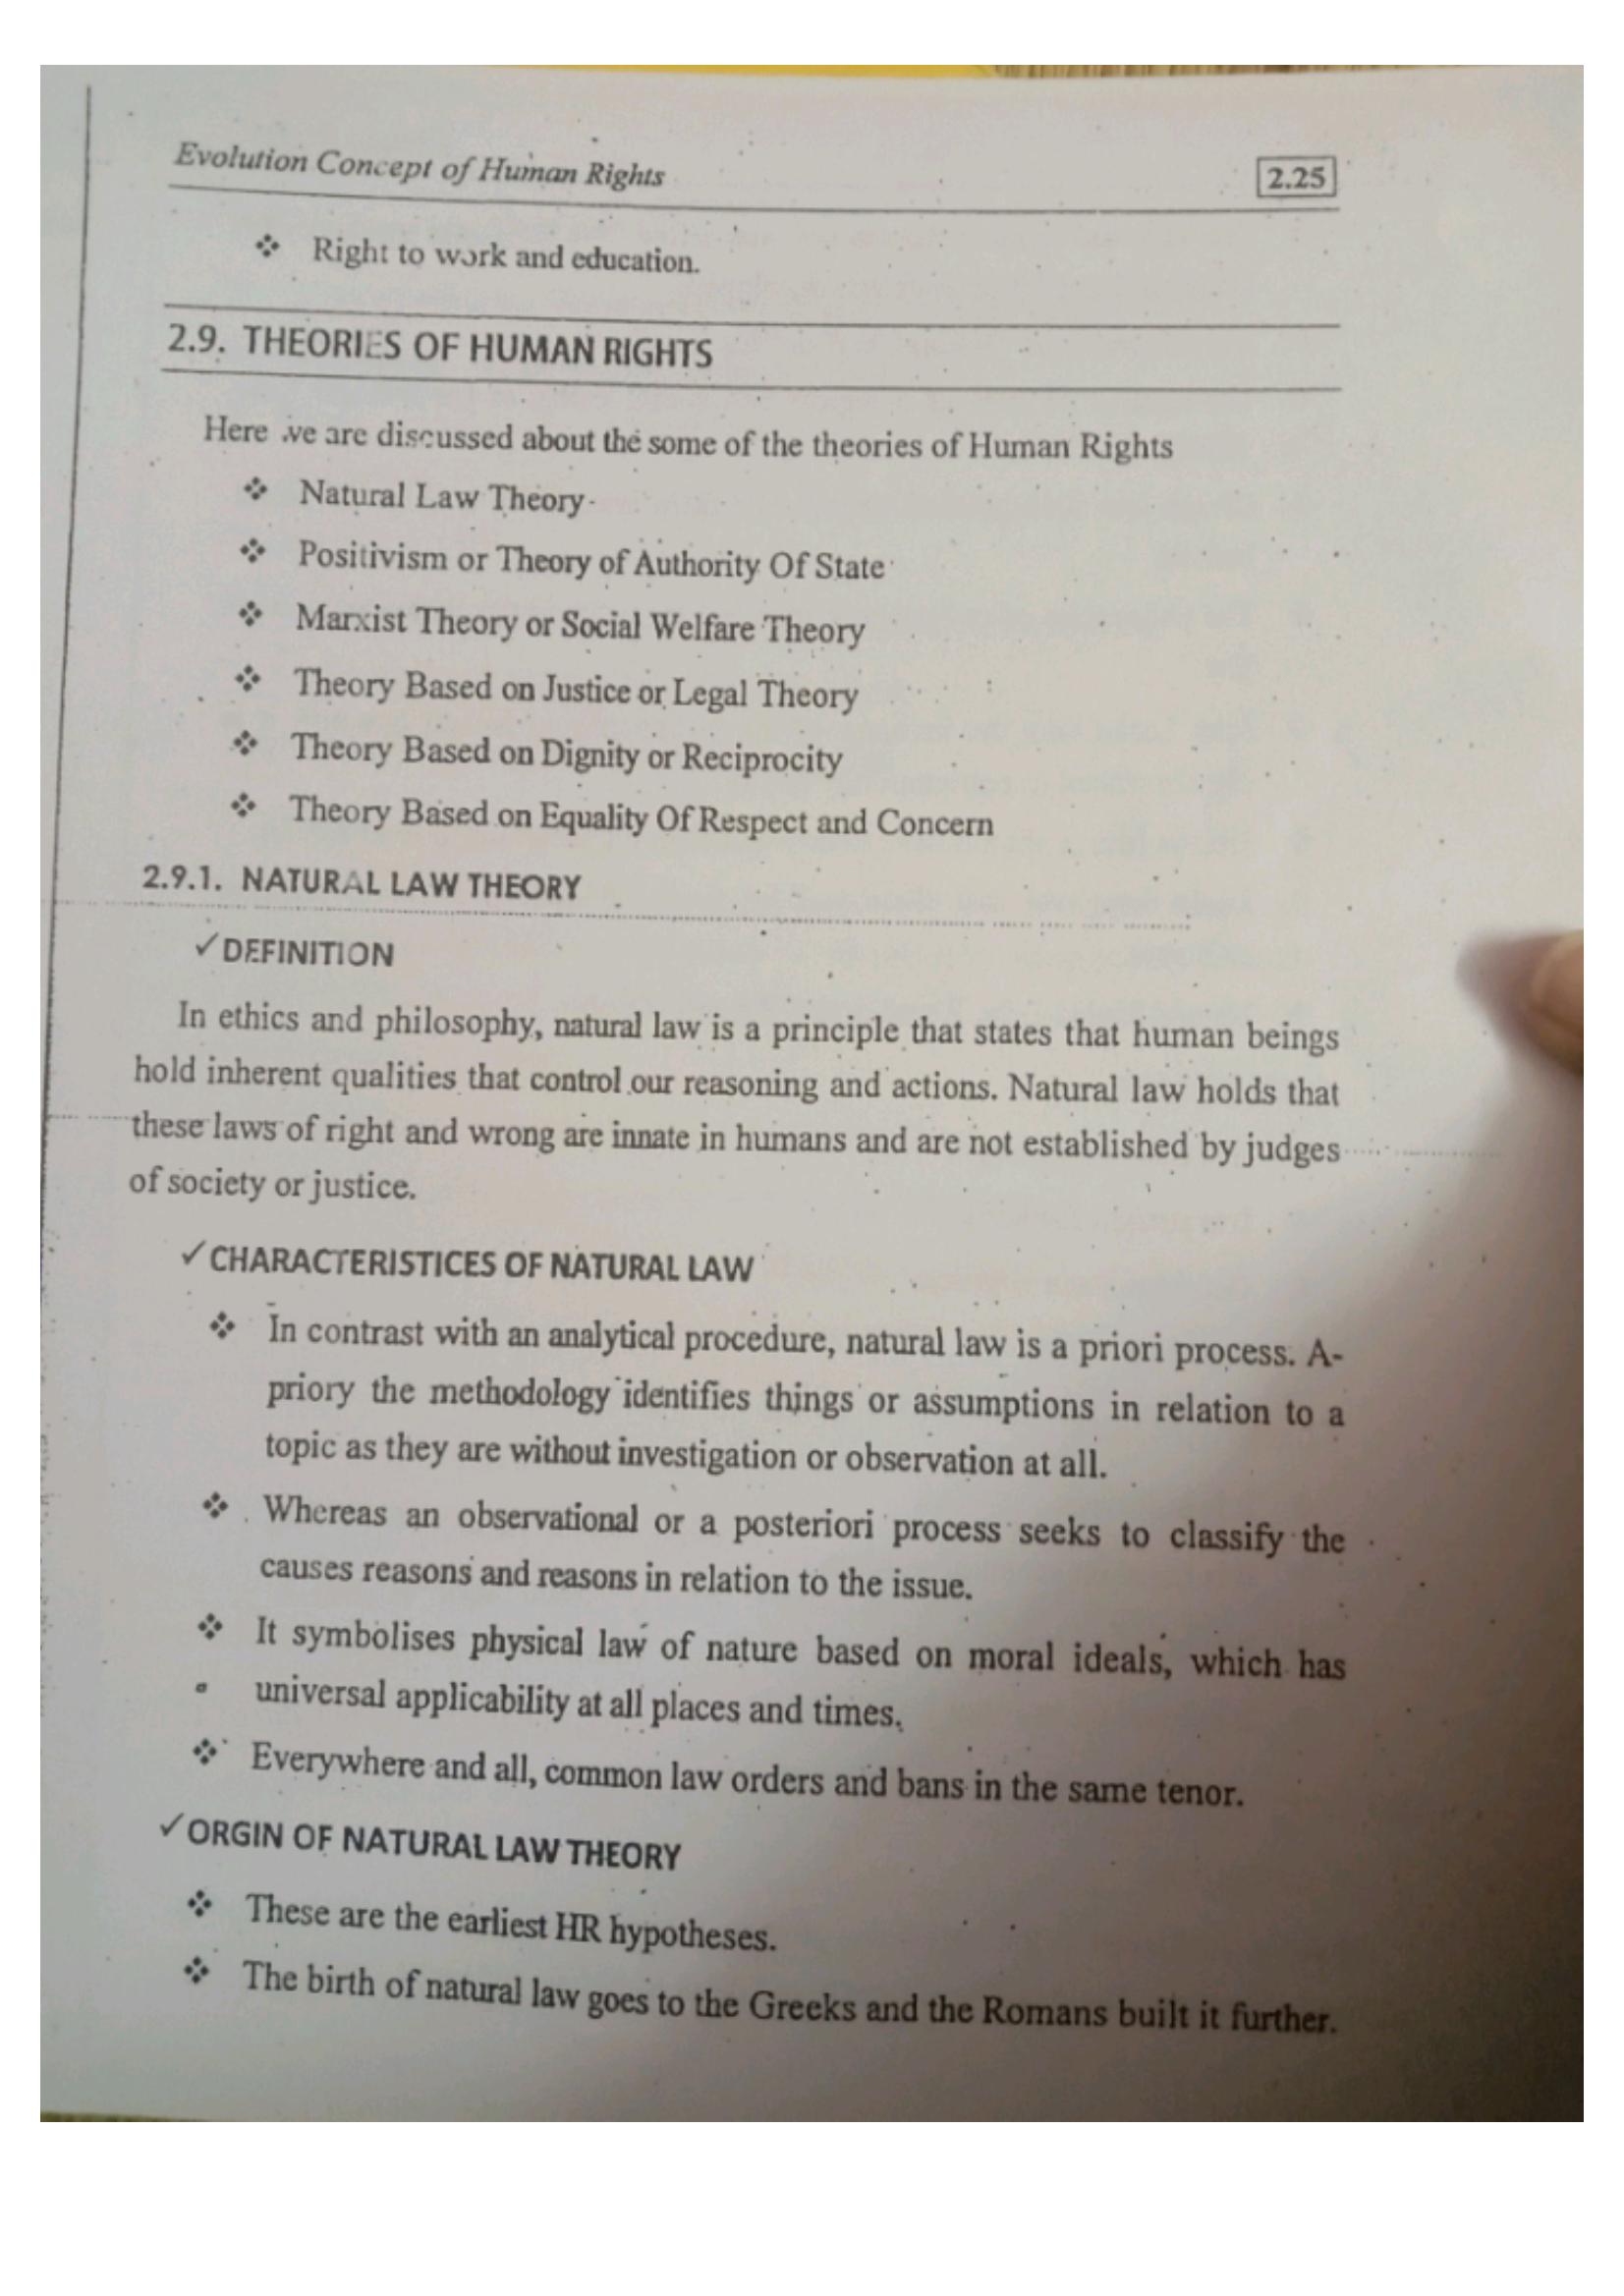 Evolution Concept of Human Rights 2.25
❖ Right to work and education.
2.9. THEORIES OF HUMAN RIGHTS
Here we are discussed about the some of the theories of Human Rights
❖ Natural Law Theory
❖ Positivism or Theory of Authority Of State
❖ Marxist Theory or Social Welfare Theory
❖ Theory Based on Justice or Legal Theory
❖ Theory Based on Dignity or Reciprocity
❖ Theory Based on Equality Of Respect and Concern
2.9.1. NATURAL LAW THEORY
✓ DEFINITION
In ethics and philosophy, natural law is a principle that states that human beings
hold inherent qualities that control our reasoning and actions. Natural law holds that
these laws of right and wrong are innate in humans and are not established by judges
of society or justice.
✓ CHARACTERISTICES OF NATURAL LAW
❖ In contrast with an analytical procedure, natural law is a priori process. A-
priory the methodology identifies things or assumptions in relation to a
topic as they are without investigation or observation at all.
❖ Whereas an observational or a posteriori process seeks to classify the
causes reasons and reasons in relation to the issue.
❖ It symbolises physical law of nature based on moral ideals, which has
universal applicability at all places and times.
❖ Everywhere and all, common law orders and bans in the same tenor.
✓ ORGIN OF NATURAL LAW THEORY
❖ These are the earliest HR hypotheses.
❖ The birth of natural law goes to the Greeks and the Romans built it further.